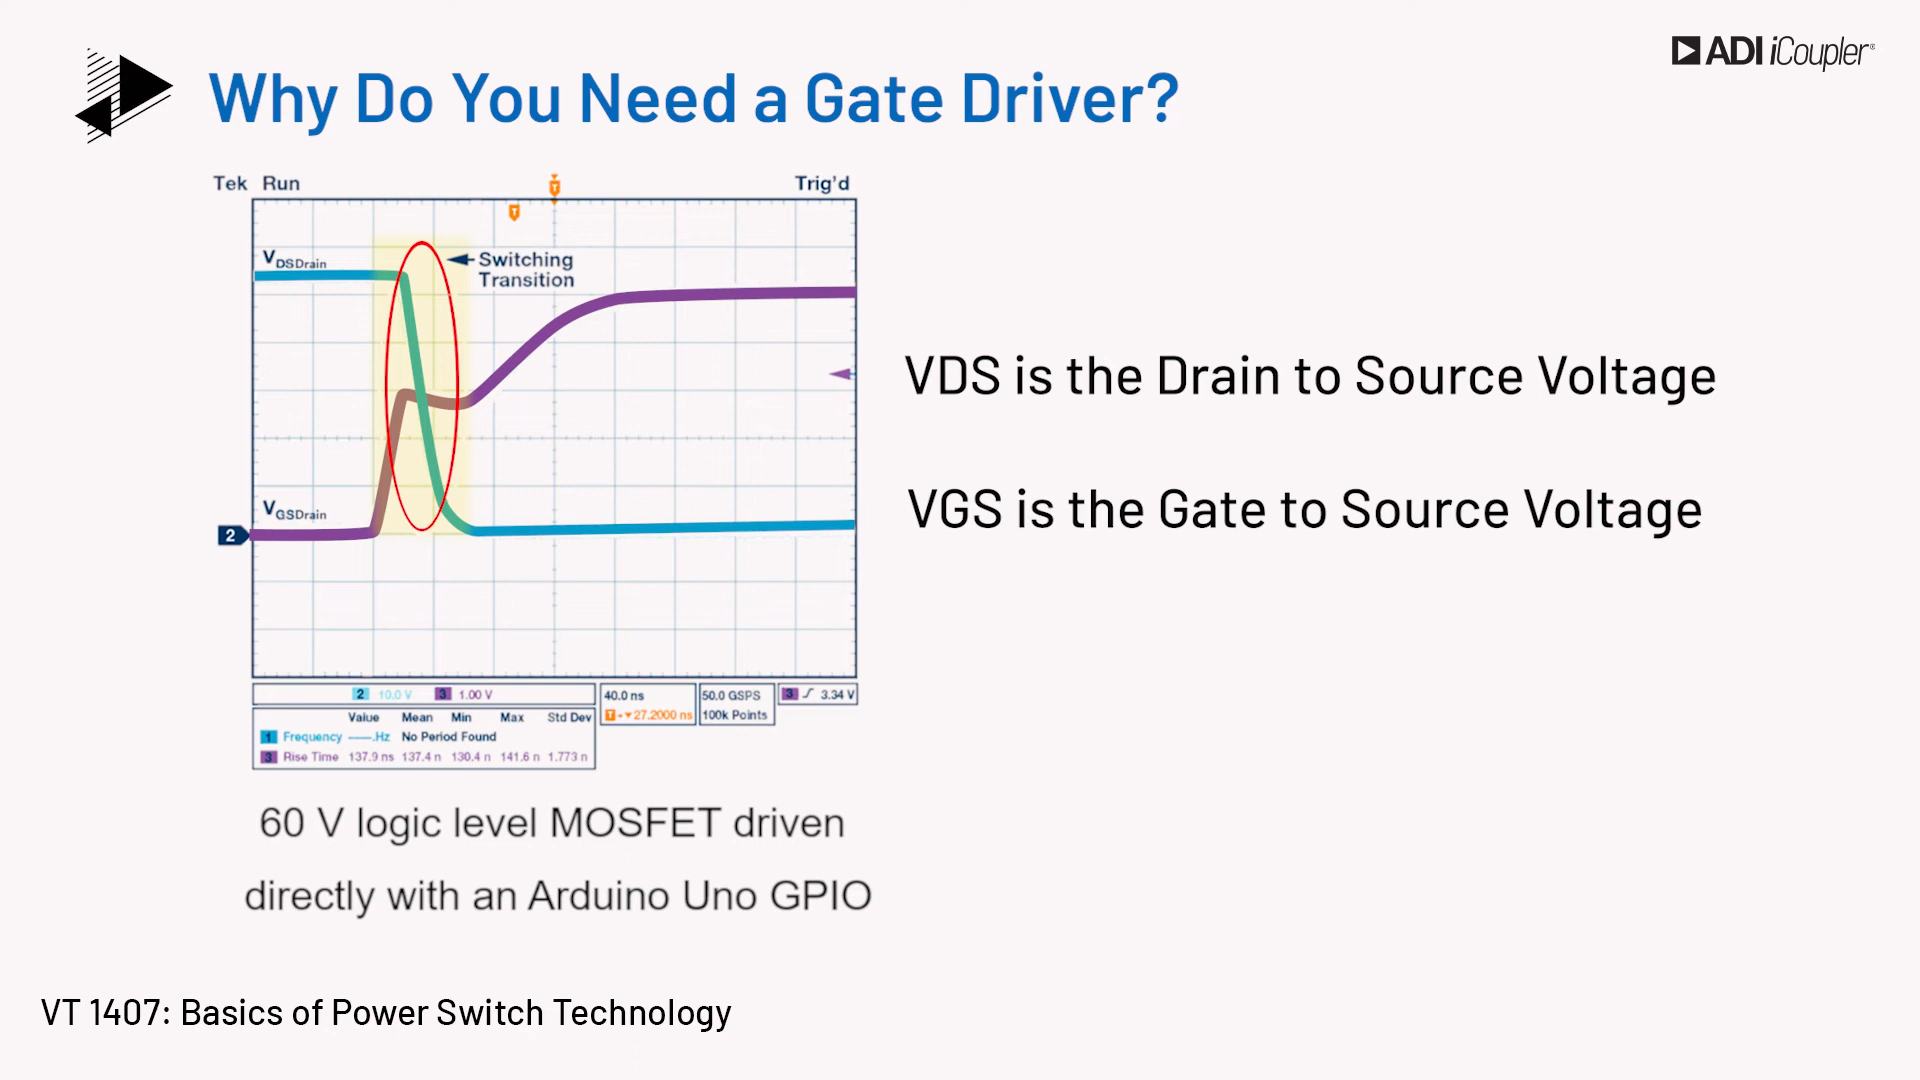 ADI iCoupler®
Why Do You Need a Gate Driver?
Tek Run Trig'd
T
T
VDSDrain
Switching
Transition
VGSDrain
2
VDS is the Drain to Source Voltage
VGS is the Gate to Source Voltage
2 10.0 V 3 1.00 V
40.0 ns
T→▼27.2000 ns
50.0 GSPS
100k Points
3 3.34 V
Value Mean Min Max Std Dev
1 Frequency ——.Hz No Period Found
3 Rise Time 137.9 ns 137.4 n 130.4 n 141.6 n 1.773 n
60 V logic level MOSFET driven
directly with an Arduino Uno GPIO
VT 1407: Basics of Power Switch Technology